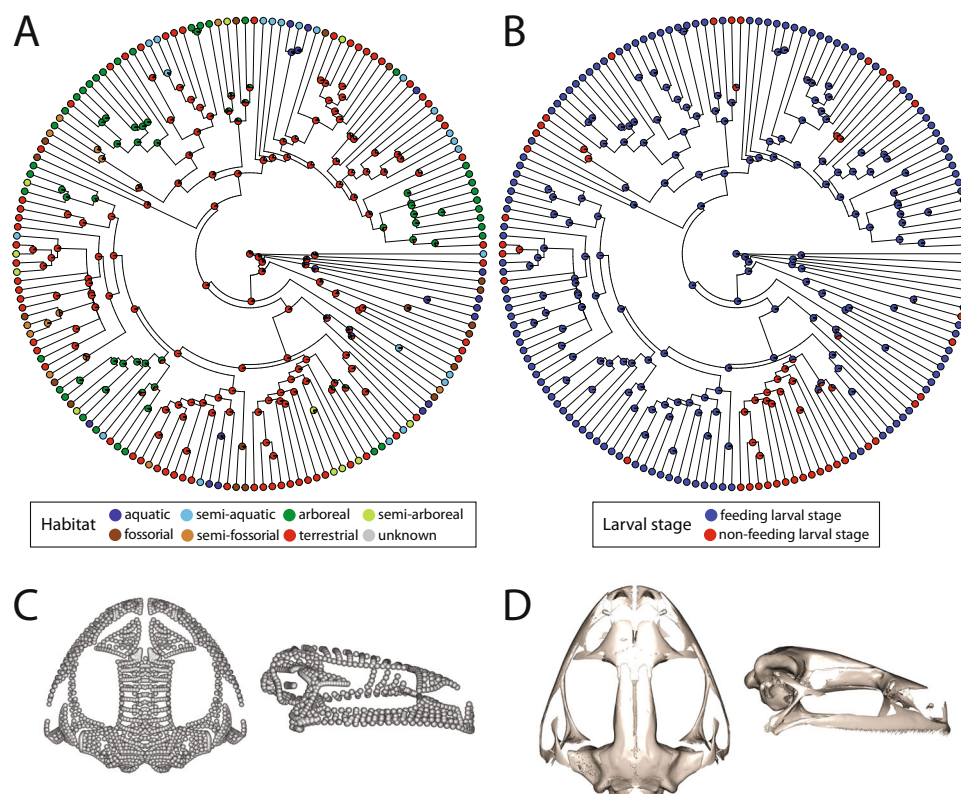 A
B
Habitat
aquatic
semi-aquatic
arboreal
semi-arboreal
fossorial
semi-fossorial
terrestrial
unknown
Larval stage
feeding larval stage
non-feeding larval stage
C
D